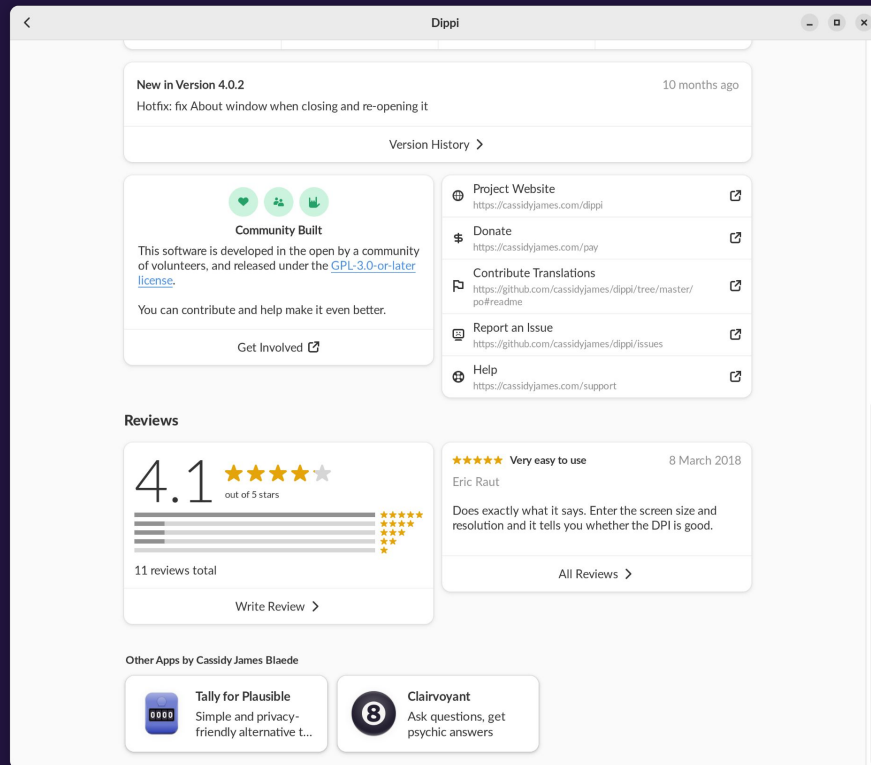 Dippi
New in Version 4.0.2
10 months ago
Hotfix: fix About window when closing and re-opening it
Version History
Community Built
This software is developed in the open by a community
of volunteers, and released under the GPL-3.0-or-later
license.
You can contribute and help make it even better.
Get Involved
Project Website
https://cassidyjames.com/dippi
Donate
https://cassidyjames.com/pay
Contribute Translations
https://github.com/cassidyjames/dippi/tree/master/
po#readme
Report an Issue
https://github.com/cassidyjames/dippi/issues
Help
https://cassidyjames.com/support
Reviews
4.1
out of 5 stars
11 reviews total
Write Review
Very easy to use
8 March 2018
Eric Raut
Does exactly what it says. Enter the screen size and
resolution and it tells you whether the DPI is good.
All Reviews
Other Apps by Cassidy James Blaede
0000
Tally for Plausible
Simple and privacy-
friendly alternative t...
8
Clairvoyant
Ask questions, get
psychic answers